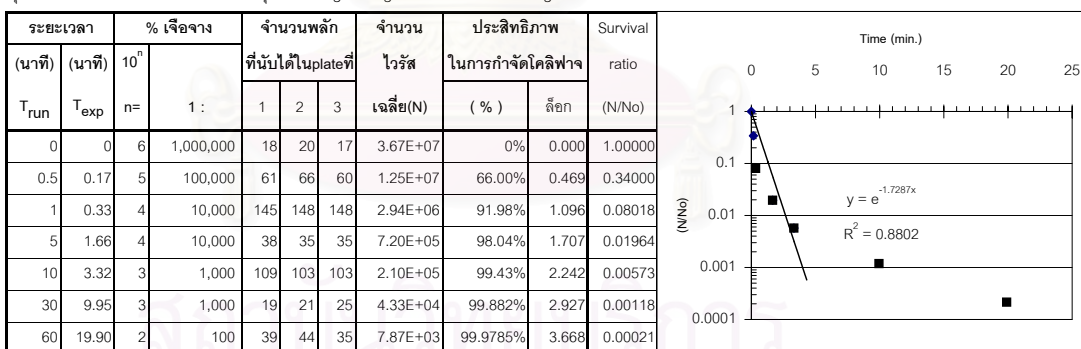 ระยะเวลา % เจือจาง จำนวนพลัก จำนวน ประสิทธิภาพ Survival
(นาที) (นาที) 10^n ที่นับได้ในplateที่ ไวรัส ในการกำจัดโคลิฟาจ ratio
Trun Texp n= 1 : 1 2 3 เฉลี่ย(N) ( % ) ล็อก (N/No)
0 0 6 1,000,000 18 20 17 3.67E+07 0% 0.000 1.00000
0.5 0.17 5 100,000 61 66 60 1.25E+07 66.00% 0.469 0.34000
1 0.33 4 10,000 145 148 148 2.94E+06 91.98% 1.096 0.08018
5 1.66 4 10,000 38 35 35 7.20E+05 98.04% 1.707 0.01964
10 3.32 3 1,000 109 103 103 2.10E+05 99.43% 2.242 0.00573
30 9.95 3 1,000 19 21 25 4.33E+04 99.882% 2.927 0.00118
60 19.90 2 100 39 44 35 7.87E+03 99.9785% 3.668 0.00021
Time (min.)
0 5 10 15 20 25
1
0.1
0.01
0.001
0.0001
(N/No)
y = e^-1.7287x
R^2 = 0.8802